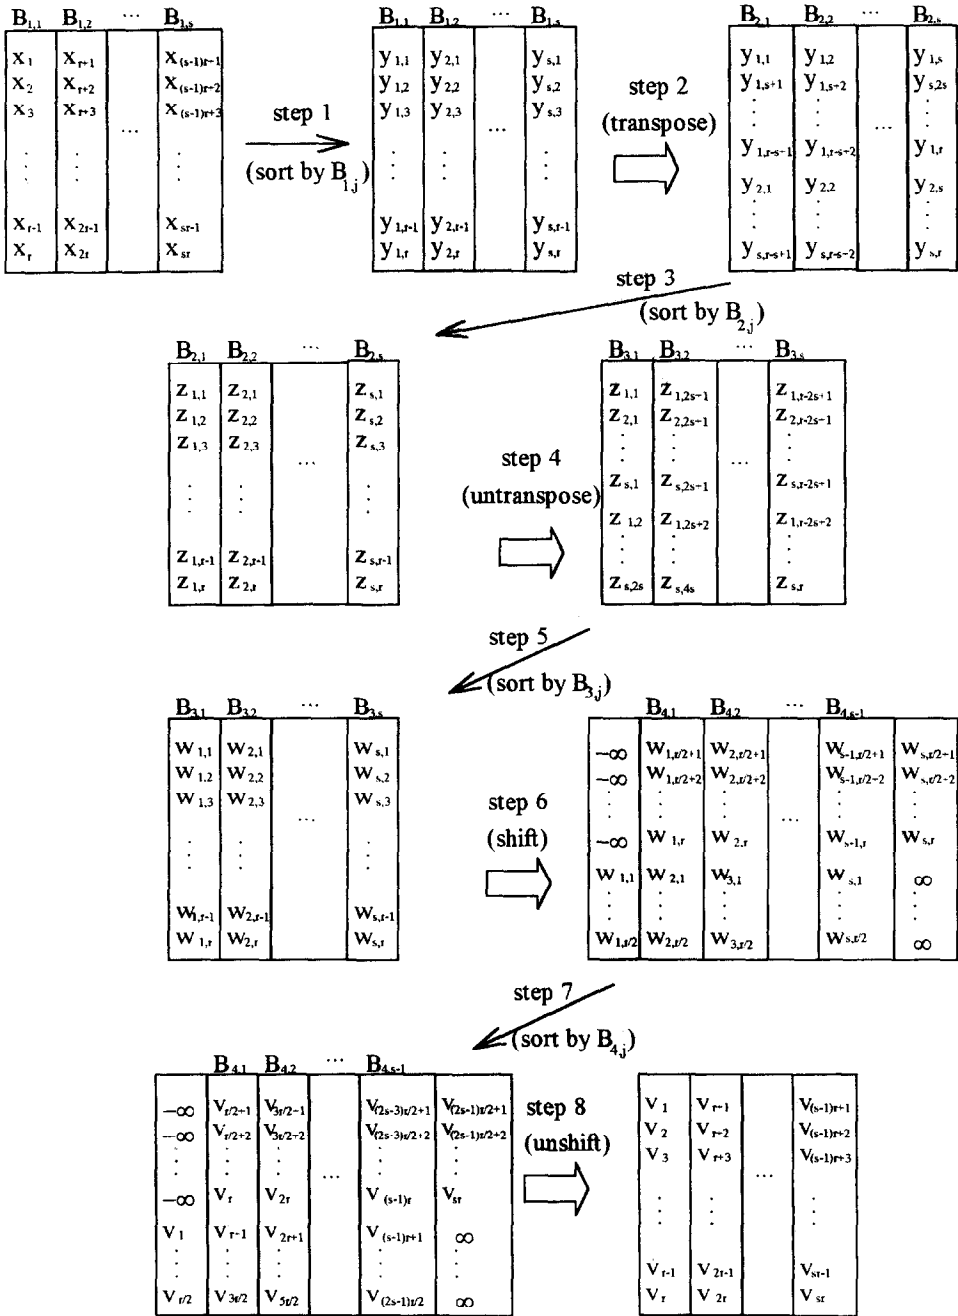 B1,1 B1,2 ... B1,s
x1 xr+1 x(s-1)r+1
x2 xr+2 x(s-1)r+2
x3 xr+3 x(s-1)r+3
...
xr-1 x2r-1 xsr-1
xr x2r xsr
step 1
(sort by B1,j)
B1,1 B1,2 ... B1,s
y1,1 y2,1 ys,1
y1,2 y2,2 ys,2
y1,3 y2,3 ys,3
...
y1,r-1 y2,r-1 ys,r-1
y1,r y2,r ys,r
step 2
(transpose)
B2,1 B2,2 ... B2,s
y1,1 y1,2 y1,s
y1,s+1 y1,s+2 ys,2s
...
y1,r-s+1 y1,r-s+2 y1,r
y2,1 y2,2 y2,s
ys,r-s+1 ys,r-s+2 ys,r
step 3
(sort by B2,j)
B2,1 B2,2 ... B2,s
z1,1 z2,1 zs,1
z1,2 z2,2 zs,2
z1,3 z2,3 zs,3
...
z1,r-1 z2,r-1 zs,r-1
z1,r z2,r zs,r
step 4
(untranspose)
B3,1 B3,2 ... B3,s
z1,1 z1,2s+1 z1,r-2s+1
z2,1 z2,2s+1 z2,r-2s+1
...
zs,1 zs,2s+1 zs,r-2s+1
z1,2 z1,2s+2 z1,r-2s+2
zs,2s zs,4s zs,r
step 5
(sort by B3,j)
B3,1 B3,2 ... B3,s
w1,1 w2,1 ws,1
w1,2 w2,2 ws,2
w1,3 w2,3 ws,3
...
w1,r-1 w2,r-1 ws,r-1
w1,r w2,r ws,r
step 6
(shift)
B4,1 B4,2 ... B4,s-1
-∞ w1,r/2+1 w2,r/2+1 ws-1,r/2+1 ws,r/2+1
-∞ w1,r/2+2 w2,r/2+2 ws-1,r/2+2 ws,r/2+2
...
-∞ w1,r w2,r ws-1,r ws,r
w1,1 w2,1 w3,1 ws,1 ∞
w1,r/2 w2,r/2 w3,r/2 ws,r/2 ∞
step 7
(sort by B4,j)
B4,1 B4,2 ... B4,s-1
-∞ vr/2+1 v3r/2+1 v(2s-3)r/2+1 v(2s-1)r/2+1
-∞ vr/2+2 v3r/2+2 v(2s-3)r/2+2 v(2s-1)r/2+2
...
-∞ vr v2r v(s-1)r vsr
v1 vr+1 v2r+1 v(s-1)r+1 ∞
vr/2 v3r/2 v5r/2 v(2s-1)r/2 ∞
step 8
(unshift)
v1 vr+1 v(s-1)r+1
v2 vr+2 v(s-1)r+2
v3 vr+3 v(s-1)r+3
...
vr-1 v2r-1 vsr-1
vr v2r vsr